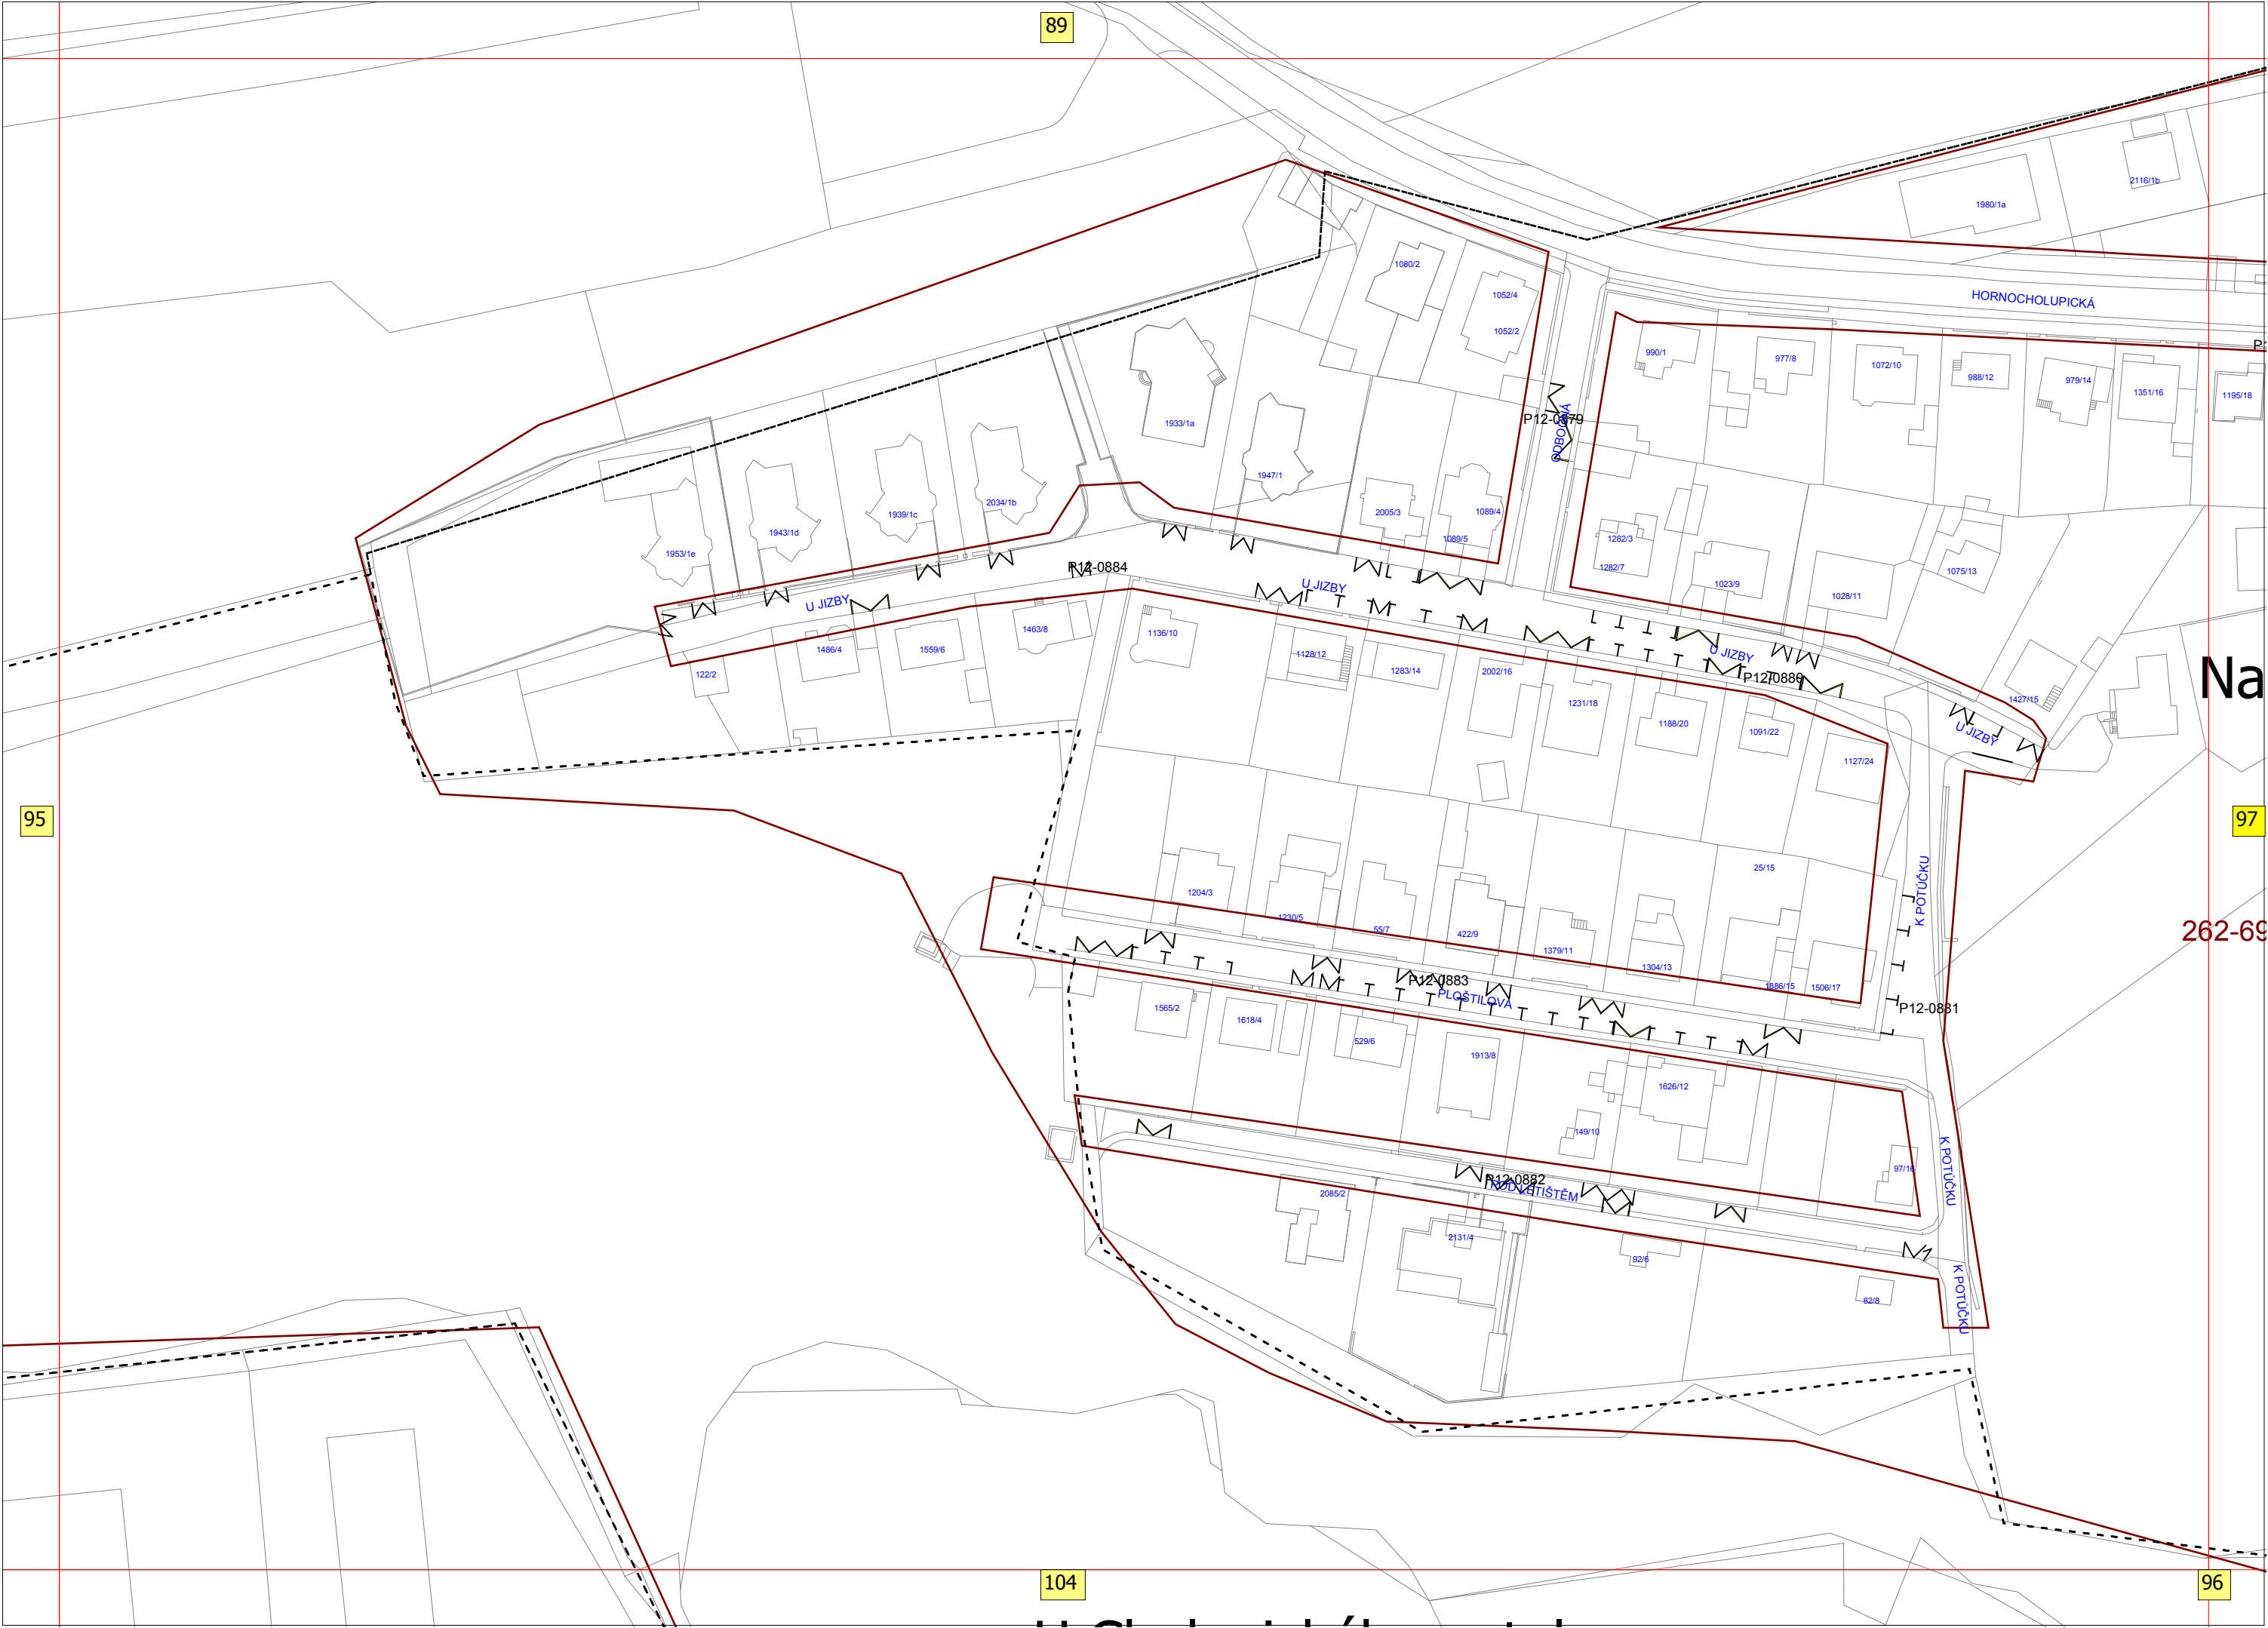 89
2116/1b
1980/1a
HORNOCHOLUPICKÁ
1080/2
1052/4
1052/2
990/1
977/8
1072/10
988/12
979/14
1351/16
1195/18
P12-0879
ODBOČNÁ
1933/1a
1947/1
2005/3
1089/4
1089/5
1282/3
1282/7
1023/9
1028/11
1075/13
1427/15
2034/1b
1939/1c
1943/1d
1953/1e
P12-0884
U JIZBY
U JIZBY
U JIZBY
U JIZBY
P12-0880
122/2
1486/4
1559/6
1463/8
1136/10
1128/12
1283/14
2002/16
1231/18
1188/20
1091/22
1127/24
Na
95
97
262-69
K POTŮČKU
25/15
1204/3
1230/5
55/7
422/9
1379/11
1304/13
1886/15
1506/17
P12-0883
PLOŠTILOVÁ
P12-0881
1565/2
1618/4
529/6
1913/8
1626/12
149/10
97/16
K POTŮČKU
P12-0882
POD LETIŠTĚM
2085/2
2131/4
92/6
82/8
K POTŮČKU
104
96